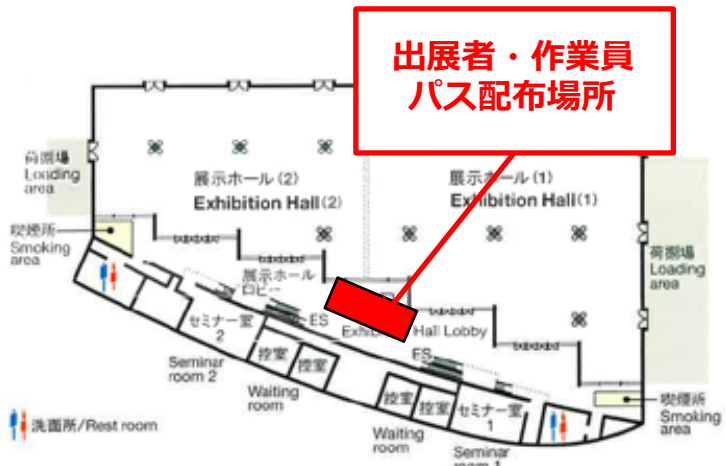 出展者・作業員
パス配布場所
荷捌場
Loading
area
展示ホール(2)
Exhibition Hall(2)
展示ホール(1)
Exhibition Hall(1)
喫煙所
Smoking
area
荷捌場
Loading
area
展示ホール
ロビー
ES
Hall Lobby
セミナー室
2
Seminar
room 2
控室
控室
Waiting
room
ES
控室
控室
Waiting
room
セミナー室
1
Seminar
room 1
喫煙所
Smoking
area
洗面所/Rest room